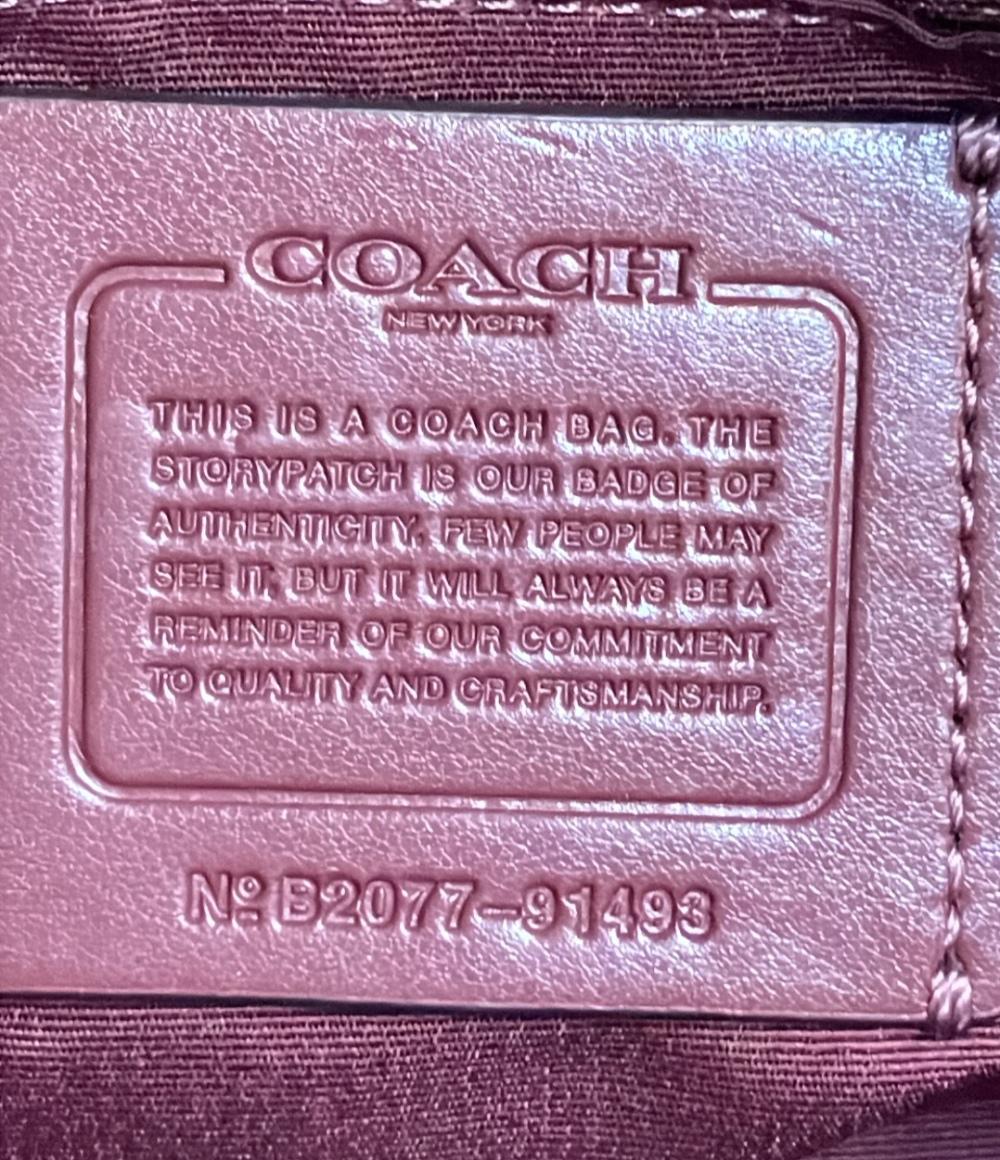 COACH
NEW YORK
THIS IS A COACH BAG. THE
STORYPATCH IS OUR BADGE OF
AUTHENTICITY. FEW PEOPLE MAY
SEE IT, BUT IT WILL ALWAYS BE A
REMINDER OF OUR COMMITMENT
TO QUALITY AND CRAFTSMANSHIP.
Nº B2077-91493